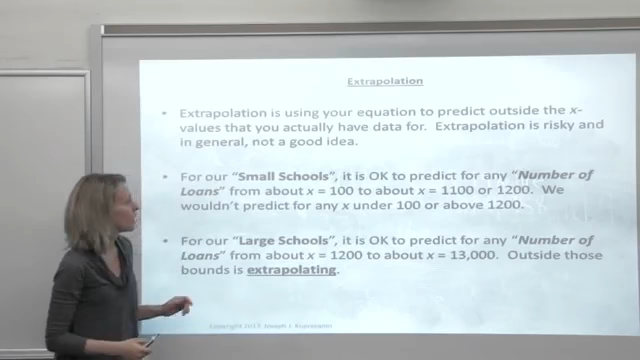 Extrapolation
• Extrapolation is using your equation to predict outside the x-
values that you actually have data for. Extrapolation is risky and
in general, not a good idea.
• For our "Small Schools", it is OK to predict for any "Number of
Loans" from about x = 100 to about x = 1100 or 1200. We
wouldn't predict for any x under 100 or above 1200.
• For our "Large Schools", it is OK to predict for any "Number of
Loans" from about x = 1200 to about x = 13,000. Outside those
bounds is extrapolating.
Copyright Joseph J.